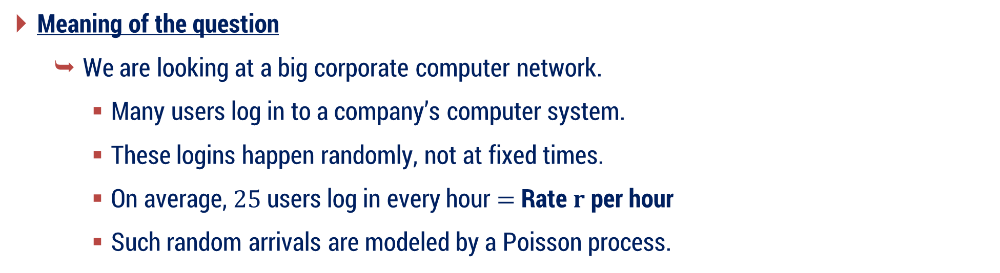 Meaning of the question
We are looking at a big corporate computer network.
Many users log in to a company’s computer system.
These logins happen randomly, not at fixed times.
On average, 25 users log in every hour = Rate r per hour
Such random arrivals are modeled by a Poisson process.